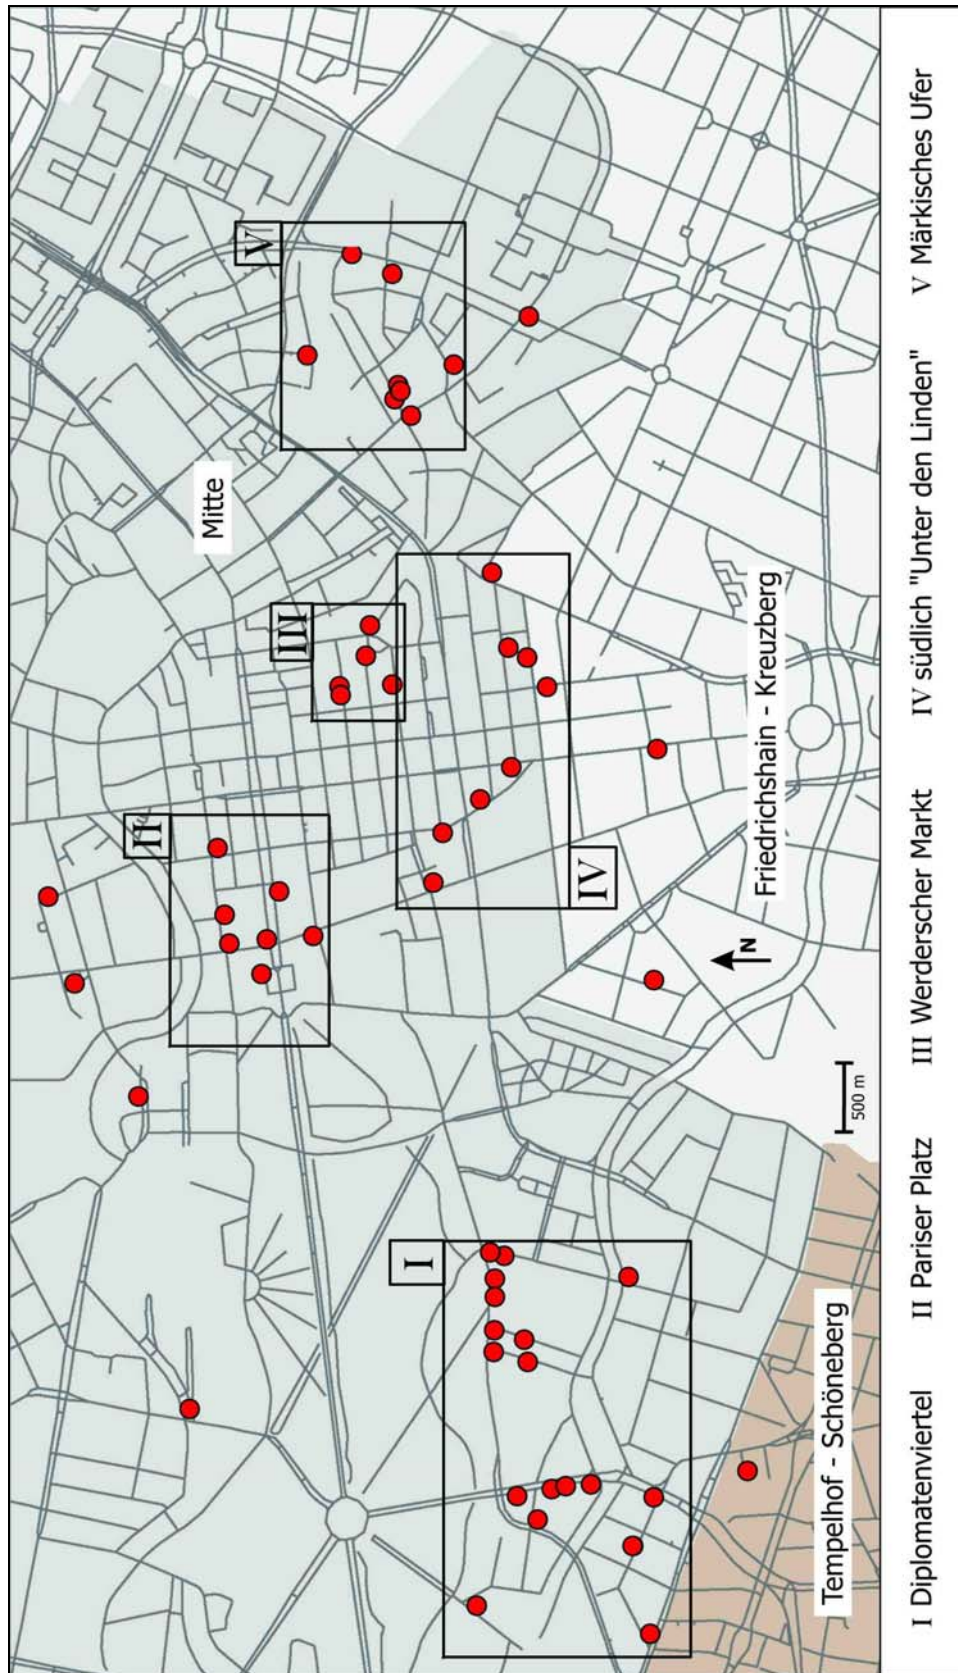 V
Mitte
III
II
IV
I
Friedrichshain - Kreuzberg
N
500 m
Tempelhof - Schöneberg
I Diplomatenviertel II Pariser Platz III Werderscher Markt IV südlich "Unter den Linden" V Märkisches Ufer